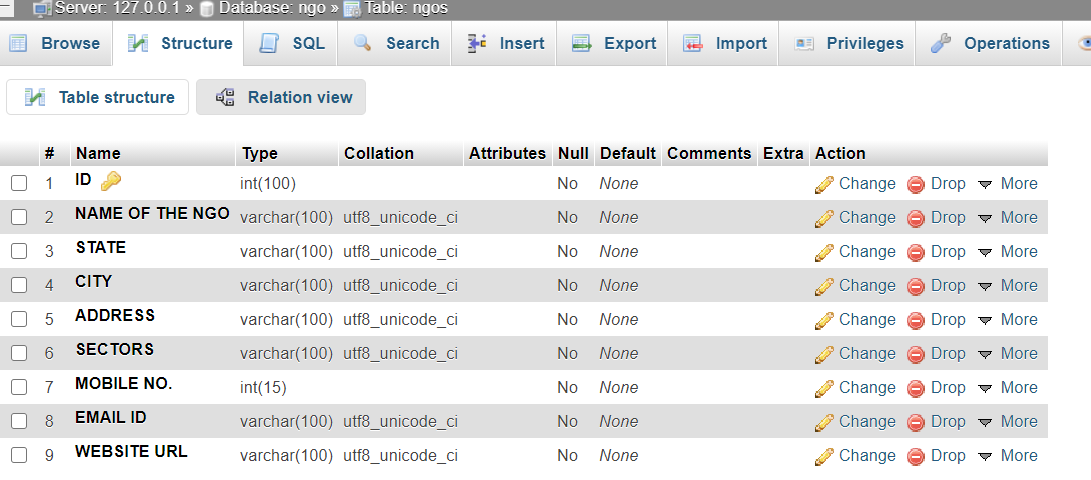 Server: 127.0.0.1 » Database: ngo » Table: ngos
Browse Structure SQL Search Insert Export Import Privileges Operations
Table structure Relation view
# Name Type Collation Attributes Null Default Comments Extra Action
1 ID int(100) No None Change Drop More
2 NAME OF THE NGO varchar(100) utf8_unicode_ci No None Change Drop More
3 STATE varchar(100) utf8_unicode_ci No None Change Drop More
4 CITY varchar(100) utf8_unicode_ci No None Change Drop More
5 ADDRESS varchar(100) utf8_unicode_ci No None Change Drop More
6 SECTORS varchar(100) utf8_unicode_ci No None Change Drop More
7 MOBILE NO. int(15) No None Change Drop More
8 EMAIL ID varchar(100) utf8_unicode_ci No None Change Drop More
9 WEBSITE URL varchar(100) utf8_unicode_ci No None Change Drop More